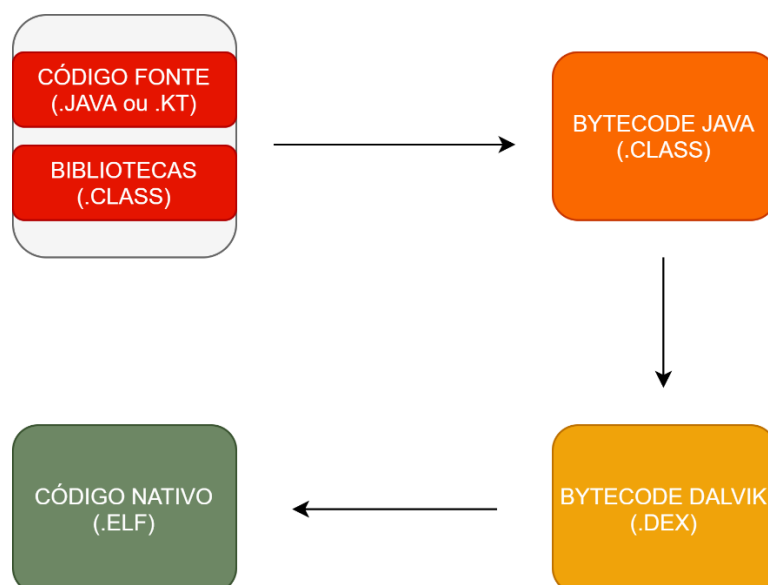 CÓDIGO FONTE
(.JAVA ou .KT)
BIBLIOTECAS
(.CLASS)
BYTECODE JAVA
(.CLASS)
CÓDIGO NATIVO
(.ELF)
BYTECODE DALVIK
(.DEX)